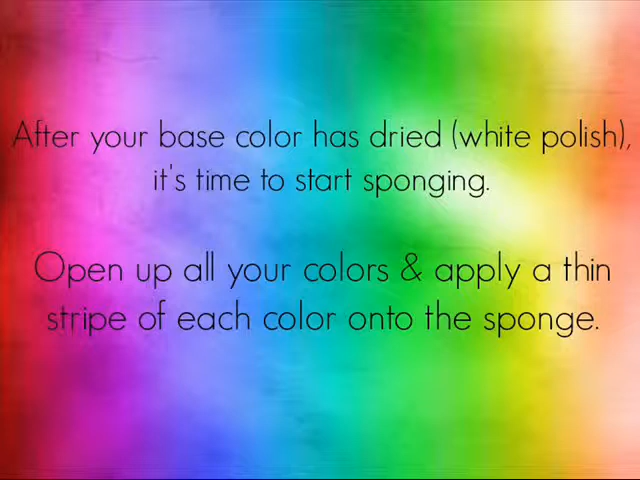 After your base color has dried (white polish),
it's time to start sponging.
Open up all your colors & apply a thin
stripe of each color onto the sponge.